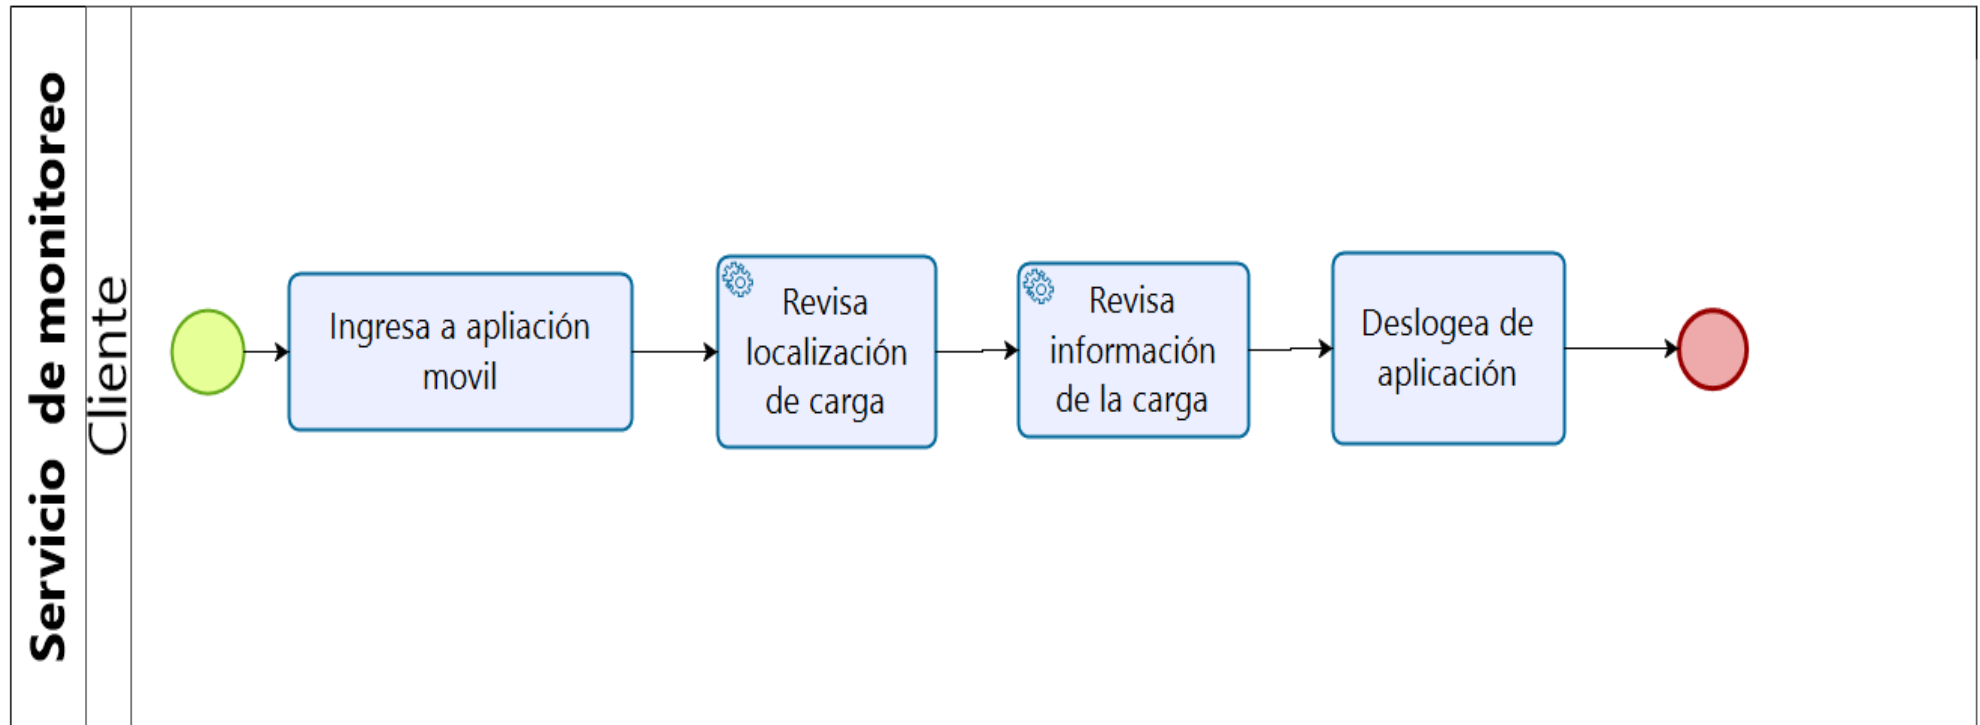 Servicio de monitoreo
Cliente
Ingresa a apliación
movil
Revisa
localización
de carga
Revisa
información
de la carga
Deslogea de
aplicación